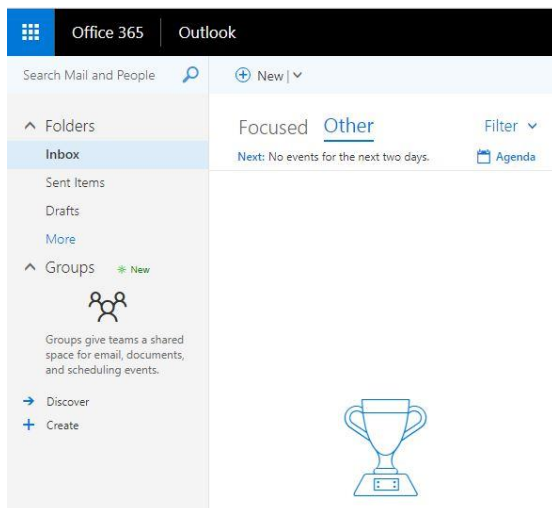 Office 365 Outlook
Search Mail and People
New
Folders
Inbox
Sent Items
Drafts
More
Groups New
Groups give teams a shared
space for email, documents,
and scheduling events.
Discover
Create
Focused Other Filter
Next: No events for the next two days. Agenda